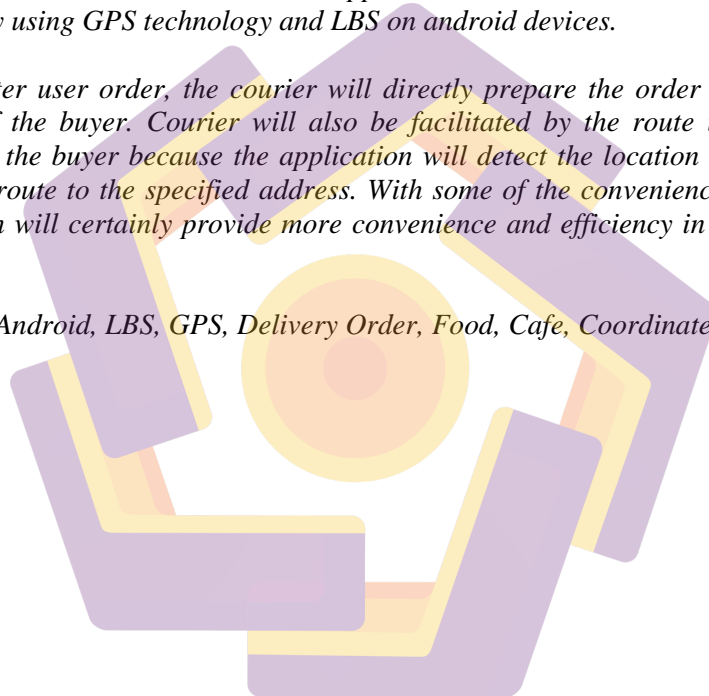 using GPS technology and LBS on android devices.
ter user order, the courier will directly prepare the order
the buyer. Courier will also be facilitated by the route
the buyer because the application will detect the location
route to the specified address. With some of the convenienc
will certainly provide more convenience and efficiency in
Android, LBS, GPS, Delivery Order, Food, Cafe, Coordinate